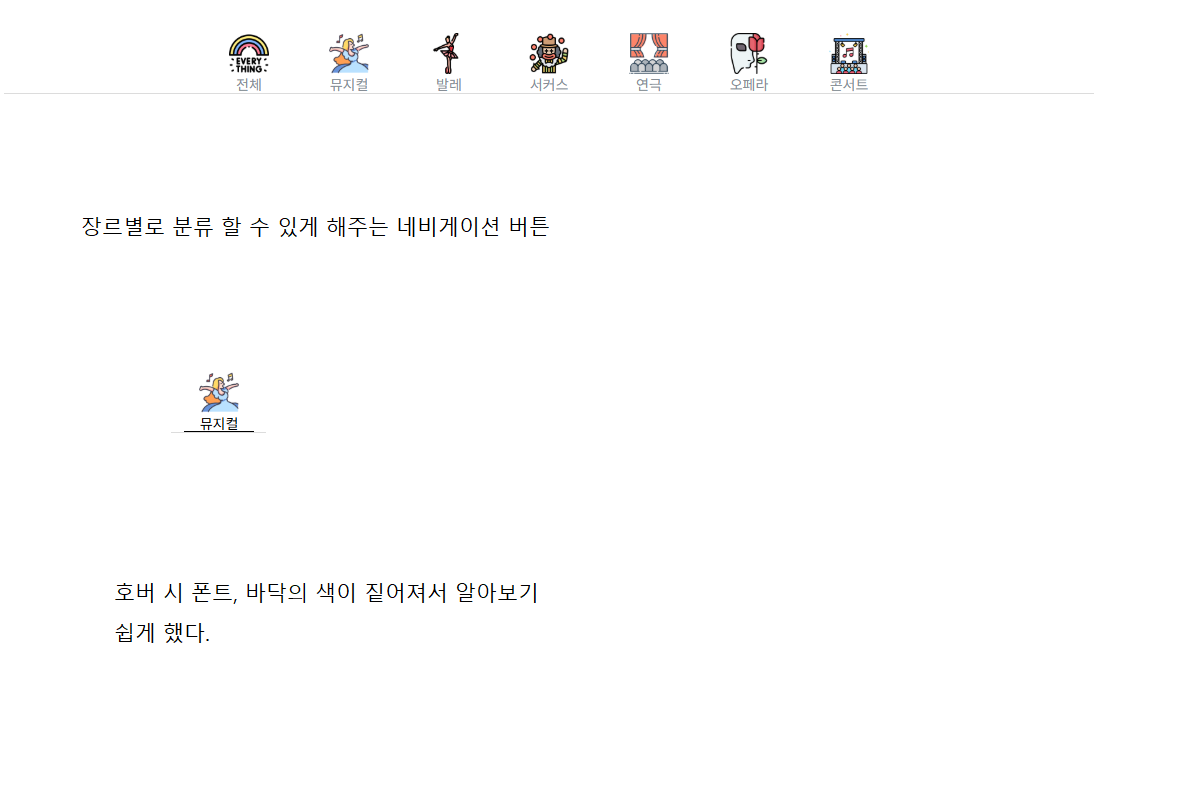 EVERY
THING
전체
뮤지컬
발레
서커스
연극
오페라
콘서트
장르별로 분류 할 수 있게 해주는 네비게이션 버튼
뮤지컬
호버 시 폰트, 바닥의 색이 짙어져서 알아보기
쉽게 했다.